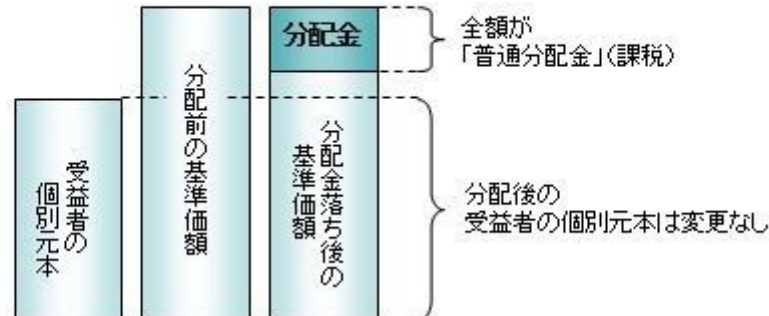 受益者の
個別元本
分配前の基準価額
分配金
分配金落ち後の
基準価額
全額が
「普通分配金」(課税)
分配後の
受益者の個別元本は変更なし